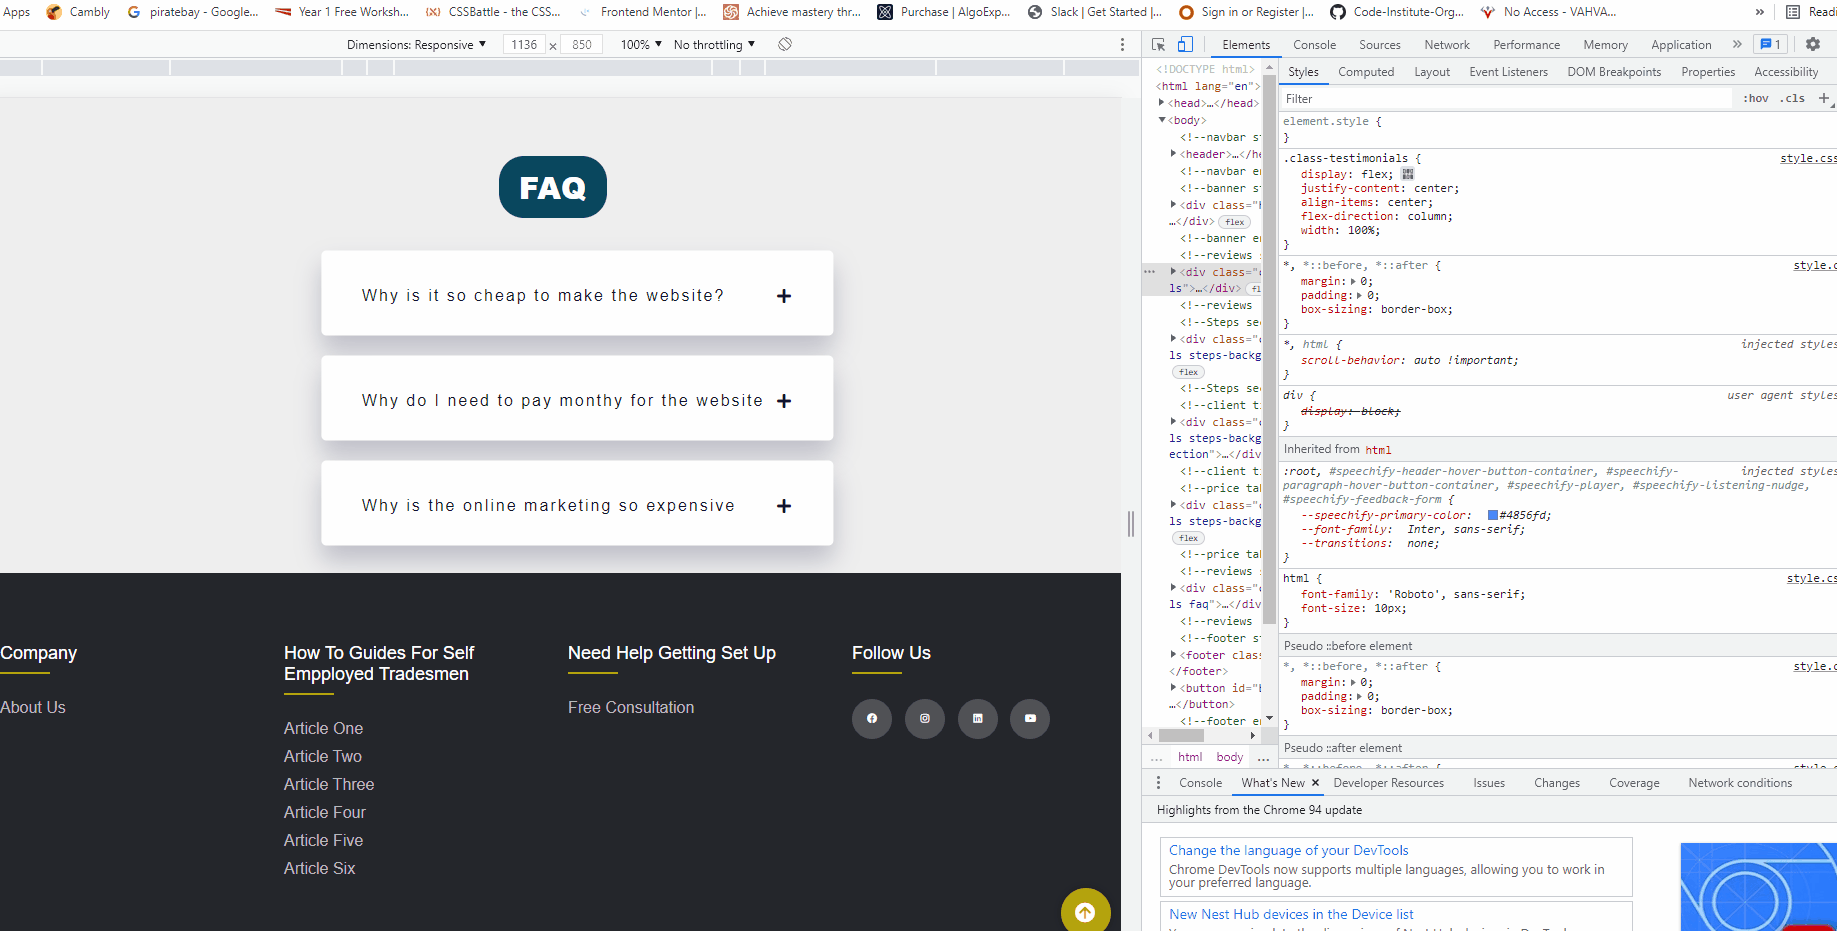 Apps Cambly piratebay - Google... Year 1 Free Worksh... CSSBattle - the CSS... Frontend Mentor |... Achieve mastery thr... Purchase | AlgoExp... Slack | Get Started |... Sign in or Register |... Code-Institute-Org... No Access - VAHVA... » Readi
Dimensions: Responsive ▼ 1136 × 850 100% ▼ No throttling ▼
FAQ
Why is it so cheap to make the website?
Why do I need to pay monthy for the website
Why is the online marketing so expensive
Company
About Us
How To Guides For Self
Empployed Tradesmen
Article One
Article Two
Article Three
Article Four
Article Five
Article Six
Need Help Getting Set Up
Free Consultation
Follow Us
Elements Console Sources Network Performance Memory Application » 1
<!DOCTYPE html>
<html lang="en">
▶<head>…</head>
▼<body>
<!--navbar s
▶<header>…</he
<!--navbar e
<!--banner s
▶<div class="
…</div> flex
<!--banner e
<!--reviews
▶<div class="
ls">…</div>
<!--reviews
<!--Steps se
▶<div class="
ls steps-backg
flex
<!--Steps se
<!--client t
▶<div class="
ls steps-backg
ection">…</div
<!--client t
<!--price ta
▶<div class="
ls steps-backg
flex
<!--price ta
<!--reviews
▶<div class="
ls faq">…</div
<!--reviews
<!--footer s
▶<footer clas
</footer>
▶<button id="
…</button>
<!--footer e
... html body ...
Styles Computed Layout Event Listeners DOM Breakpoints Properties Accessibility
Filter :hov .cls +
element.style {
}
.class-testimonials { style.css
display: flex;
justify-content: center;
align-items: center;
flex-direction: column;
width: 100%;
}
*, *::before, *::after { style.c
margin:▶ 0;
padding:▶ 0;
box-sizing: border-box;
}
*, html { injected styles
scroll-behavior: auto !important;
}
div { user agent styles
display: block;
}
Inherited from html
:root, #speechify-header-hover-button-container, #speechify- injected styles
paragraph-hover-button-container, #speechify-player, #speechify-listening-nudge,
#speechify-feedback-form {
--speechify-primary-color: #4856fd;
--font-family: Inter, sans-serif;
--transitions: none;
}
html { style.cs
font-family: 'Roboto', sans-serif;
font-size: 10px;
}
Pseudo ::before element
*, *::before, *::after { style.c
margin:▶ 0;
padding:▶ 0;
box-sizing: border-box;
}
Pseudo ::after element
Console What's New × Developer Resources Issues Changes Coverage Network conditions
Highlights from the Chrome 94 update
Change the language of your DevTools
Chrome DevTools now supports multiple languages, allowing you to work in
your preferred language.
New Nest Hub devices in the Device list